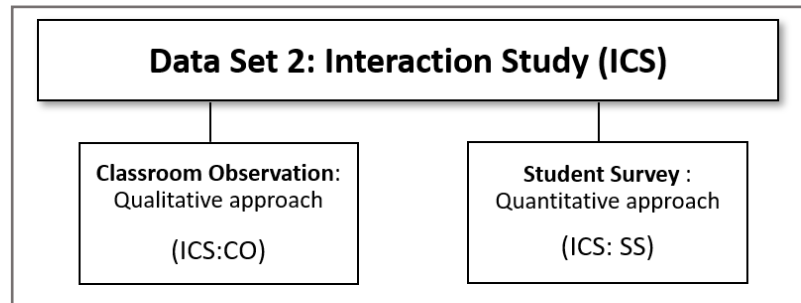 Data Set 2: Interaction Study (ICS)
Classroom Observation:
Qualitative approach
(ICS:CO)
Student Survey :
Quantitative approach
(ICS: SS)